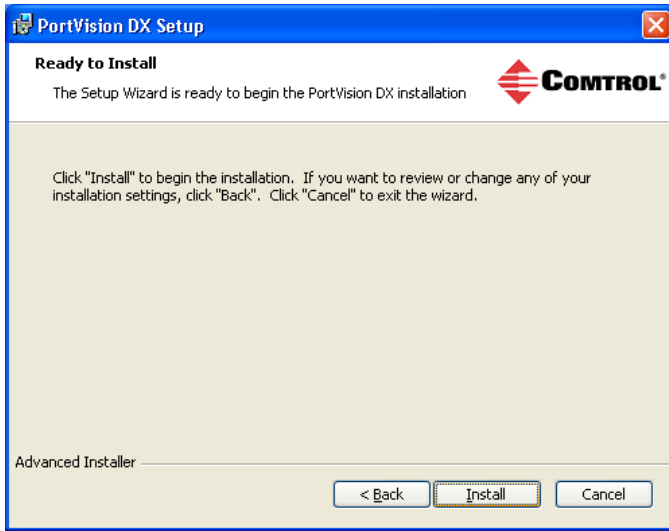 PortVision DX Setup
Ready to Install
The Setup Wizard is ready to begin the PortVision DX installation
COMTROL®
Click "Install" to begin the installation. If you want to review or change any of your
installation settings, click "Back". Click "Cancel" to exit the wizard.
Advanced Installer
< Back
Install
Cancel